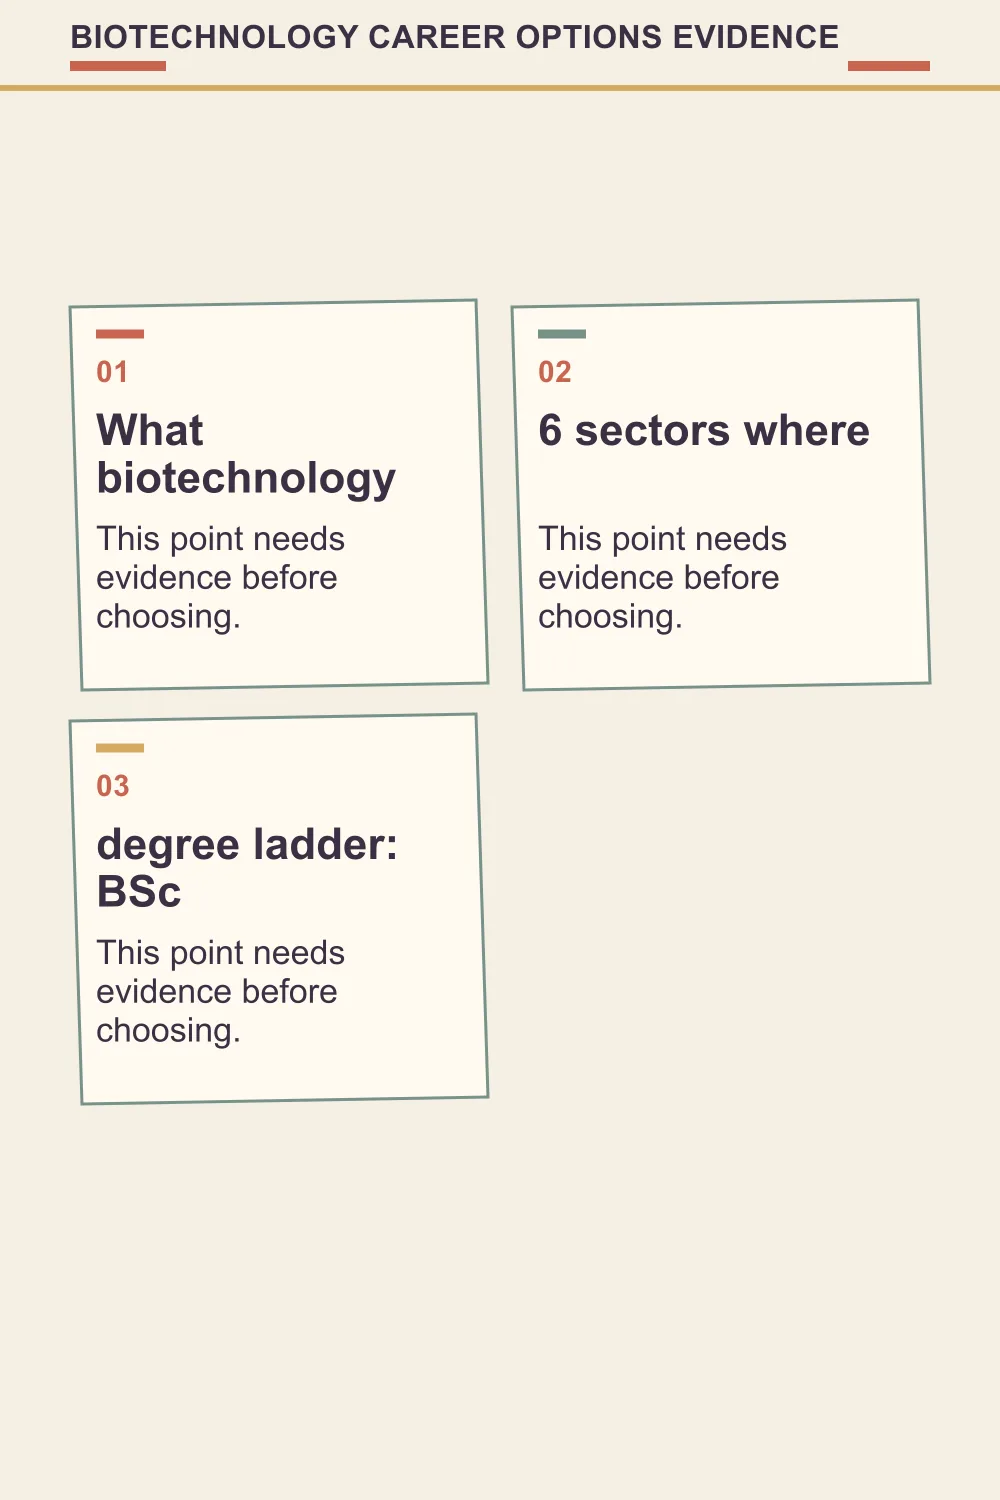 BIOTECHNOLOGY CAREER OPTIONS EVIDENCE
01
What
biotechnology
This point needs
evidence before
choosing.
02
6 sectors where
This point needs
evidence before
choosing.
03
degree ladder:
BSc
This point needs
evidence before
choosing.